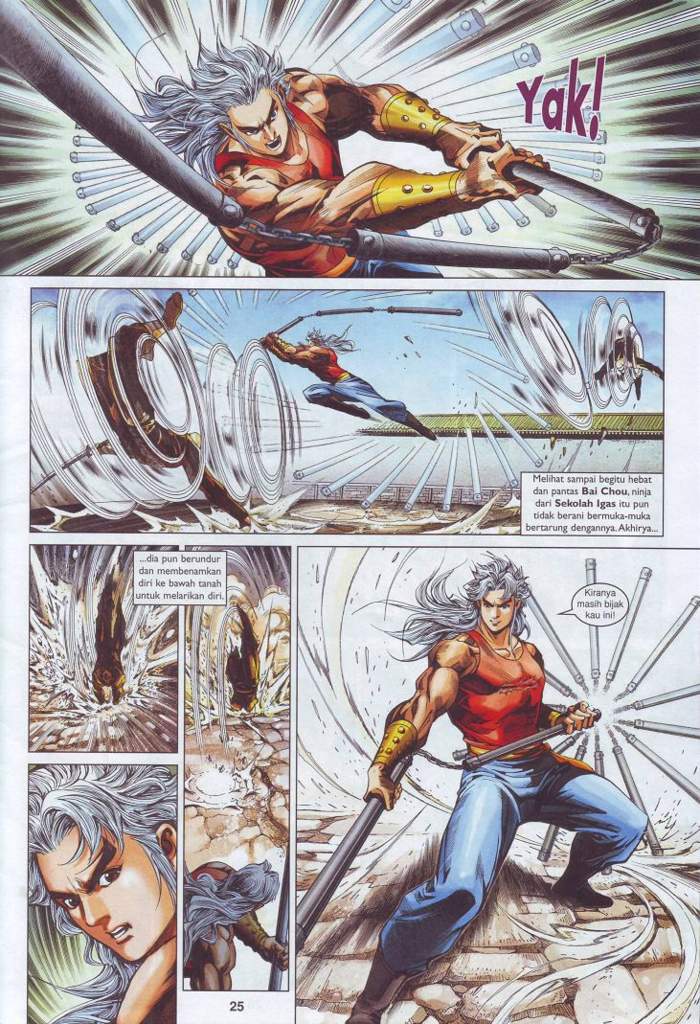 Yak!
Melihat sampai begitu hebat
dan pantas Bai Chou, ninja
dari Sekolah Igas itu pun
tidak berani bermuka-muka
bertarung dengannya. Akhirya...
...dia pun berundur
dan membenamkan
diri ke bawah tanah
untuk melarikan diri.
Kiranya
masih bijak
kau ini!
25